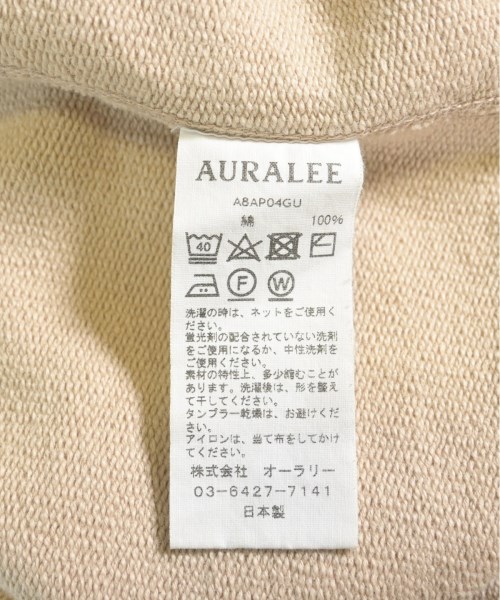 AURALEE
A8AP04GU
綿 100%
40
F W
洗濯の時は、ネットをご使用く
ださい。
蛍光剤の配合されていない洗剤
をご使用になるか、中性洗剤をご
使用ください。
素材の特性上、多少縮むことが
あります。洗濯後は、形を整え
て干してください。
タンブラー乾燥は、お避けくだ
さい。
アイロンは、当て布をしてかけ
てください。
株式会社 オーラリー
03-6427-7141
日本製